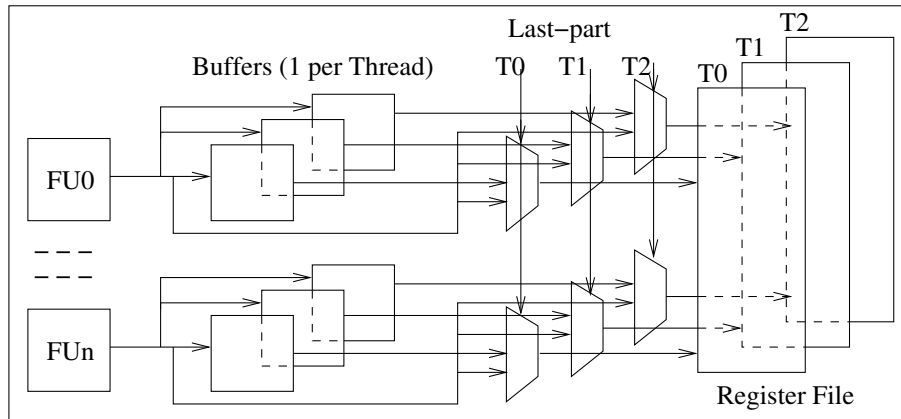 Last-part
Buffers (1 per Thread)
T0 T1 T2
T0 T1 T2
FU0
FUn
Register File